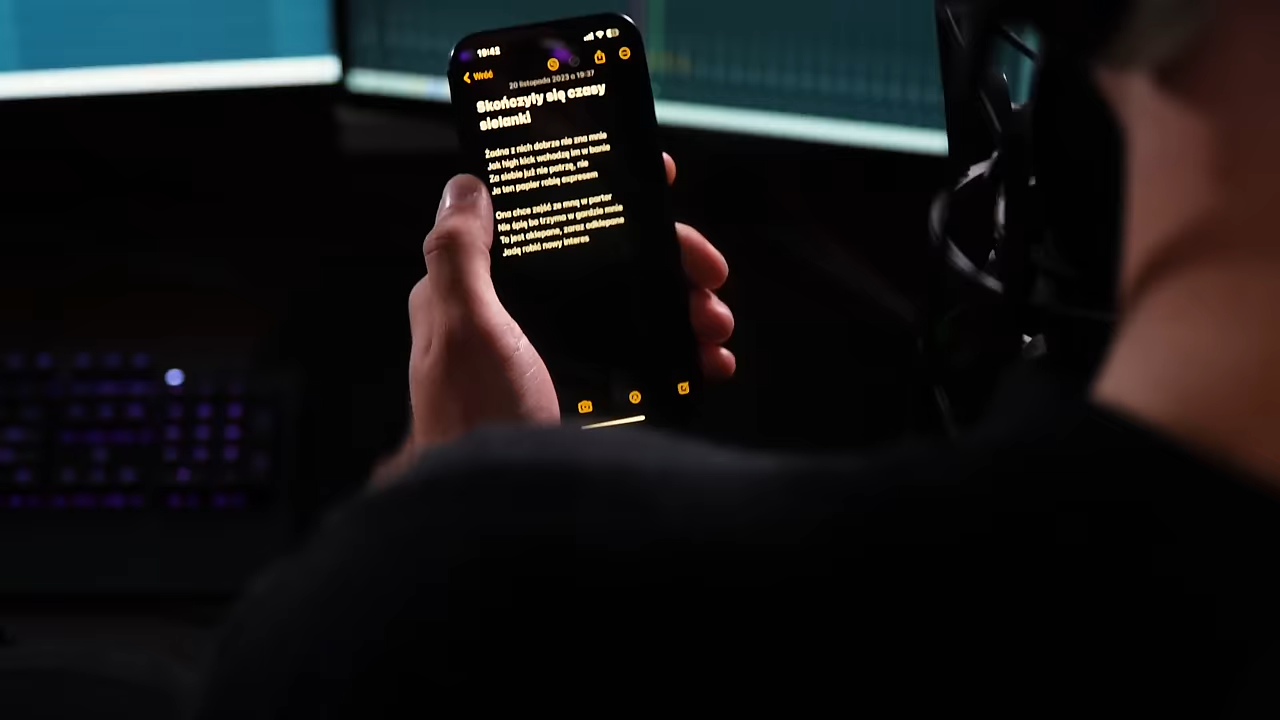 19:42
Wróć
20 listopada 2023 o 19:37
Skończyły się czasy
sielanki
Żadna z nich dobrze nie zna mnie
Jak high kick wchodzę im w banie
Za siebie już nie patrzę, nie
Ja ten papier robię expresem
Ona chce zejść ze mną w parter
Nie śpię bo trzyma w gardzie mnie
To jest oklepane, zaraz odklepane
Jadę robić nowy interes